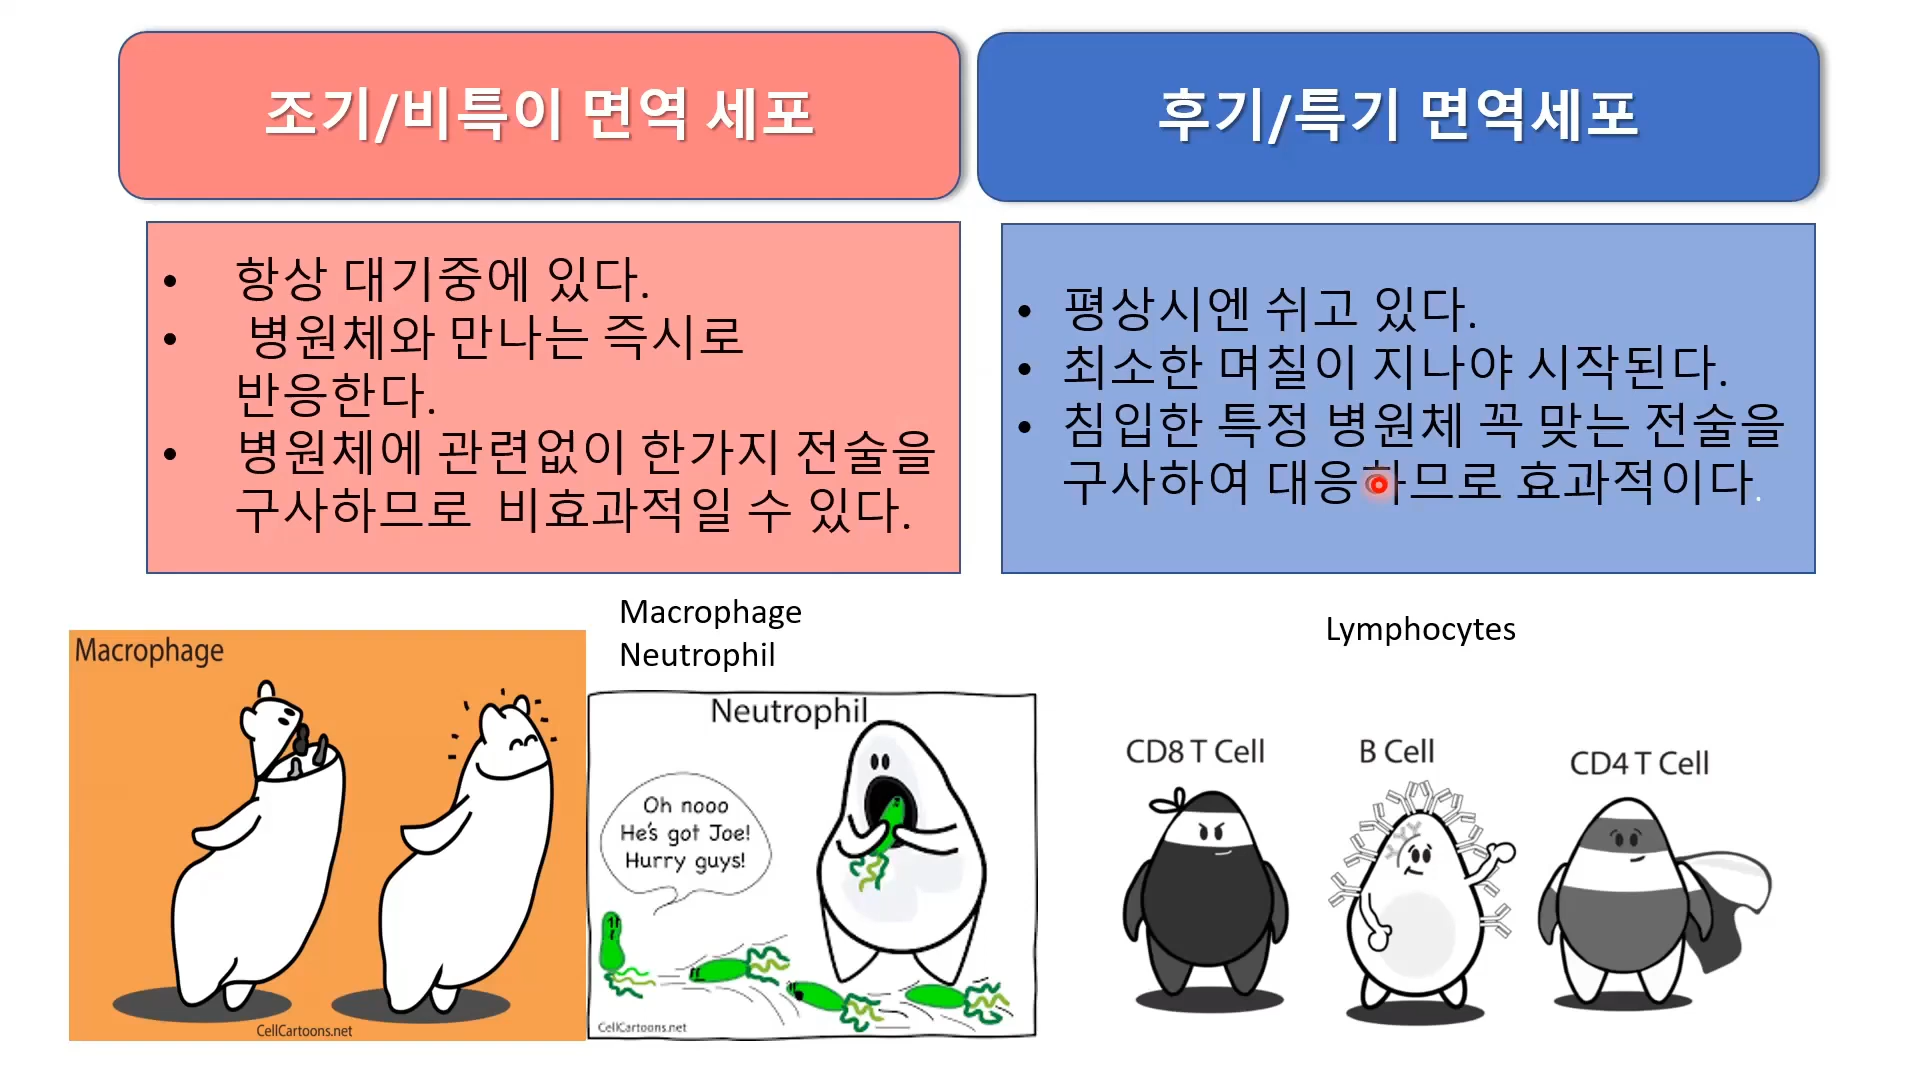 조기/비특이 면역 세포
• 항상 대기중에 있다.
• 병원체와 만나는 즉시로
반응한다.
• 병원체에 관련없이 한가지 전술을
구사하므로 비효과적일 수 있다.
후기/특기 면역세포
• 평상시엔 쉬고 있다.
• 최소한 며칠이 지나야 시작된다.
• 침입한 특정 병원체 꼭 맞는 전술을
구사하여 대응하므로 효과적이다.
Macrophage
Neutrophil
Macrophage
CellCartoons.net
Neutrophil
Oh nooo
He's got Joe!
Hurry guys!
CellCartoons.net
Lymphocytes
CD8 T Cell
B Cell
CD4 T Cell